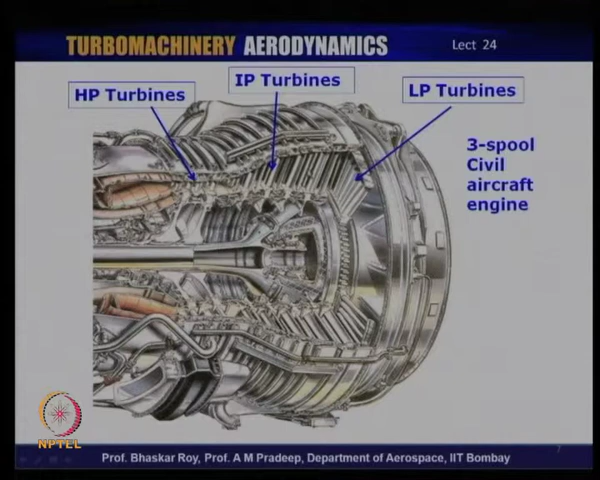 TURBOMACHINERY AERODYNAMICS
Lect 24
HP Turbines
IP Turbines
LP Turbines
3-spool
Civil
aircraft
engine
NPTEL
Prof. Bhaskar Roy, Prof. A M Pradeep, Department of Aerospace, IIT Bombay
7